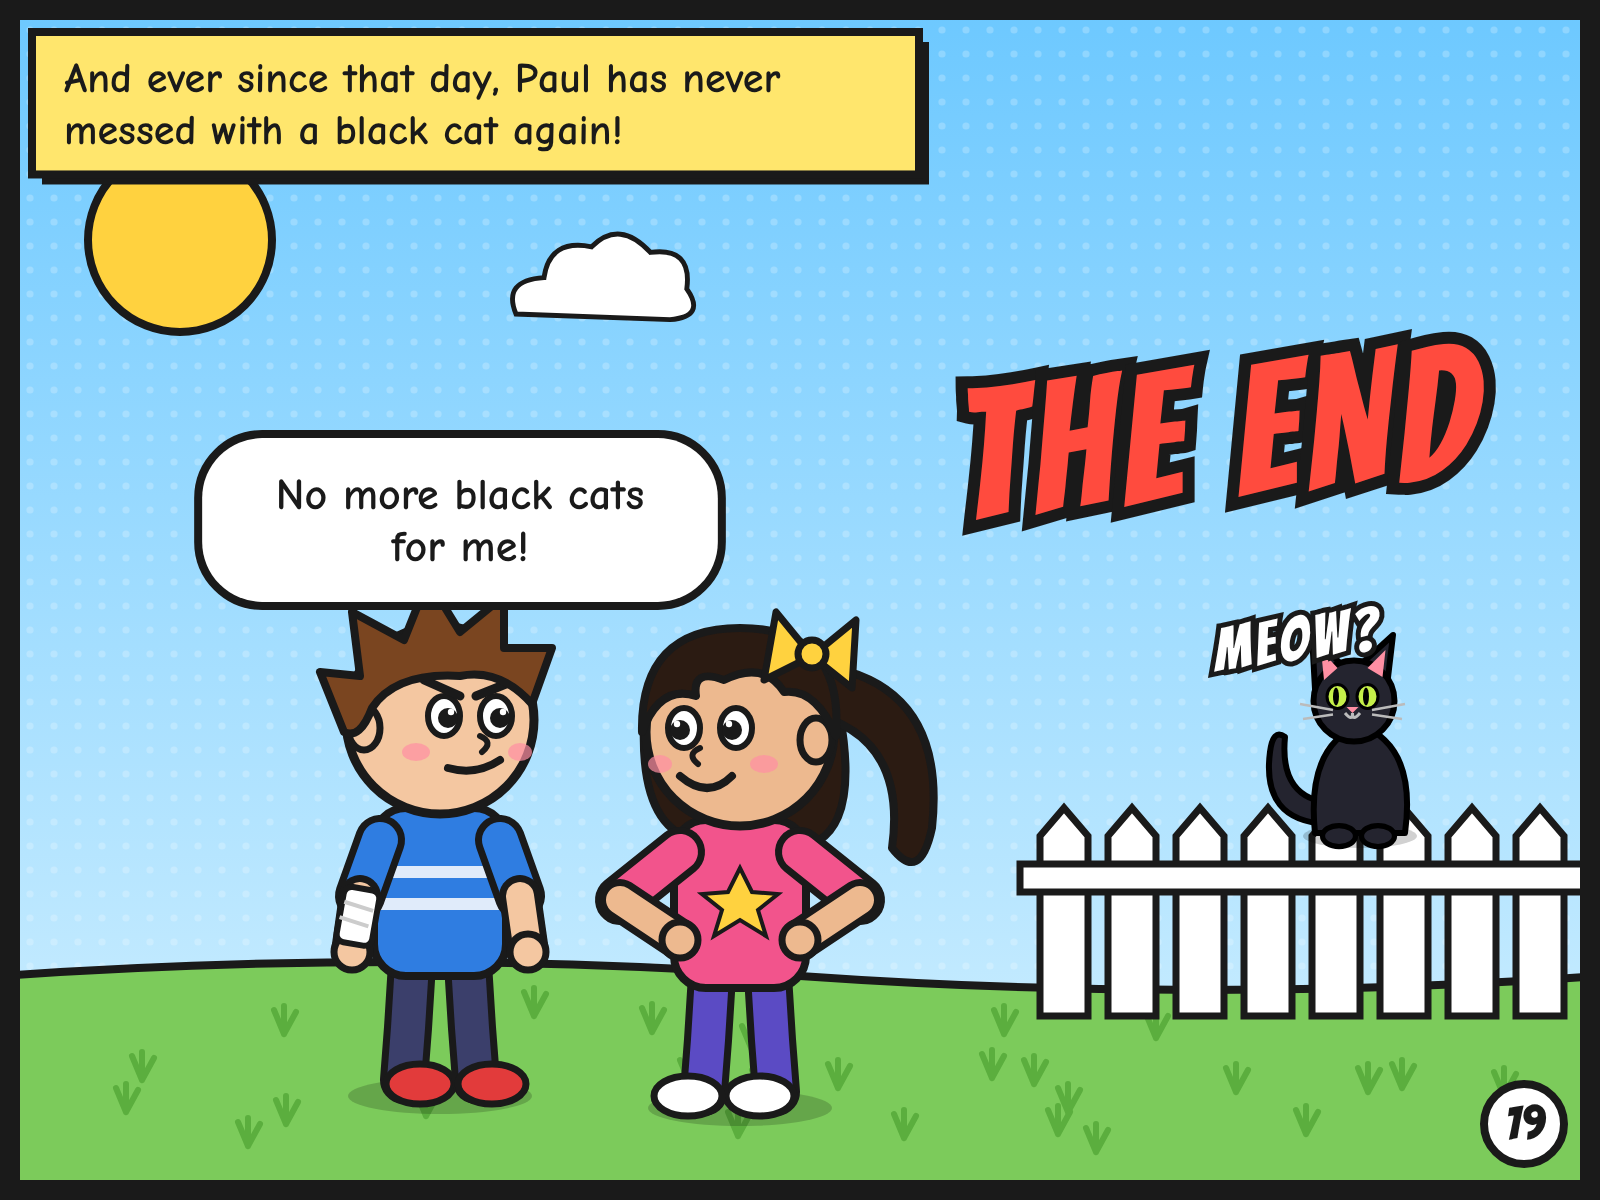 And ever since that day, Paul has never
messed with a black cat again!
THE END
No more black cats
for me!
MEOW?
19